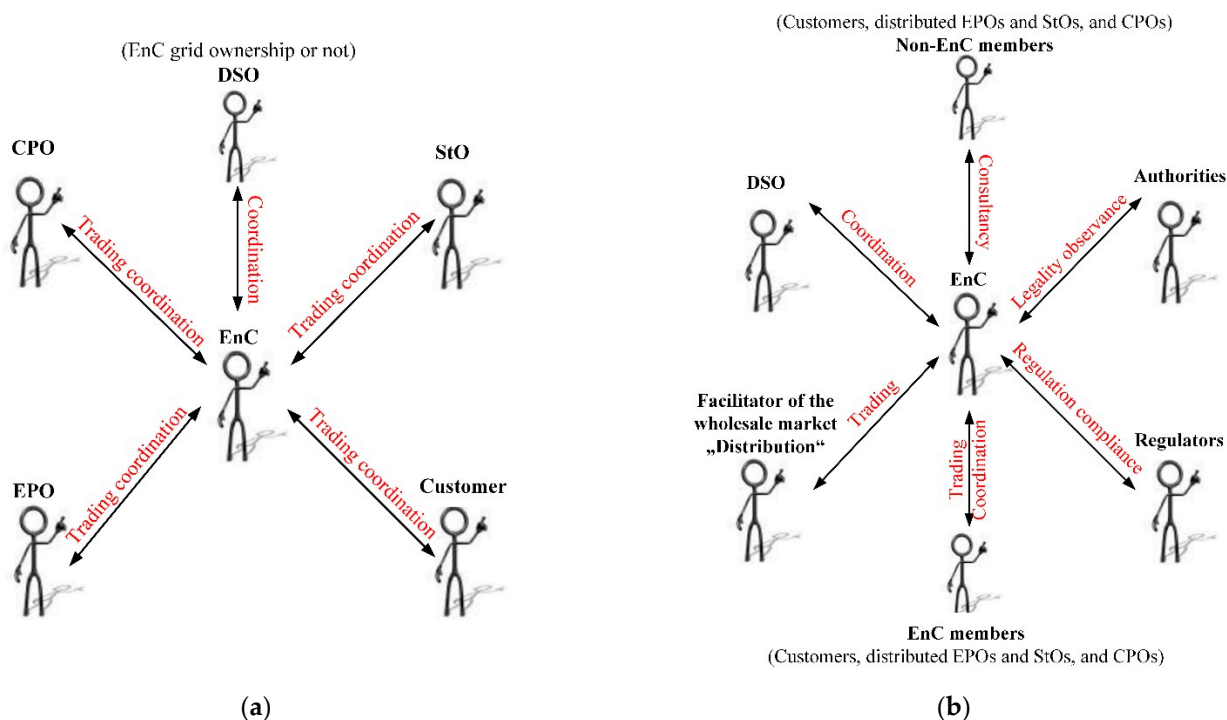 (EnC grid ownership or not)
DSO
CPO
StO
Trading coordination
Coordination
Trading coordination
EnC
Trading coordination
Trading coordination
EPO
Customer
(a)
(Customers, distributed EPOs and StOs, and CPOs)
Non-EnC members
DSO
Authorities
Coordination
Consultancy
Legality observance
EnC
Facilitator of the
wholesale market
„Distribution“
Trading
Regulation compliance
Regulators
Trading
Coordination
EnC members
(Customers, distributed EPOs and StOs, and CPOs)
(b)